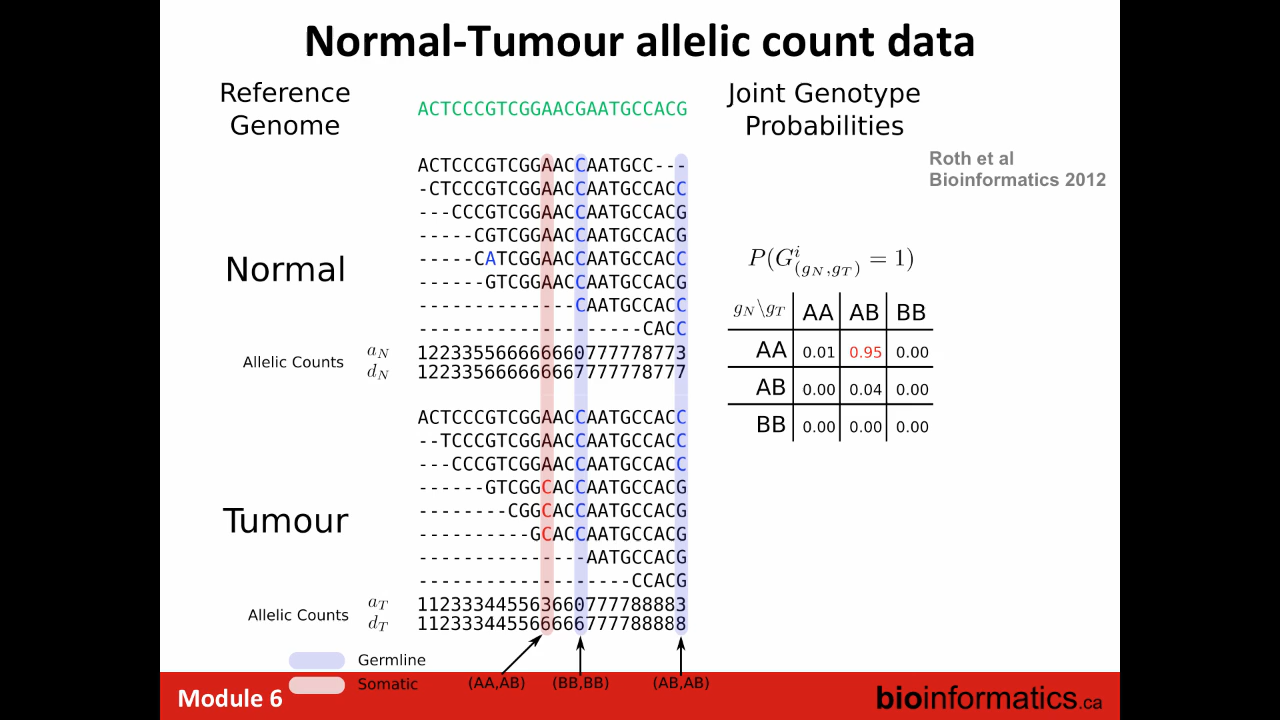 Normal-Tumour allelic count data
Reference
Genome
ACTCCCGTCGGAACGAATGCCACG
Joint Genotype
Probabilities
Roth et al
Bioinformatics 2012
Normal
ACTCCCGTCGGAACCAATGCC---
-CTCCCGTCGGAACCAATGCCACC
---CCCGTCGGAACCAATGCCACG
-----CGTCGGAACCAATGCCACG
-----CATCGGAACCAATGCCACC
------GTCGGAACCAATGCCACG
--------------CAATGCCACC
--------------------CACC
Allelic Counts
a_N 122335566666660777778773
d_N 122335666666667777778777
P(G^i_(g_N,g_T) = 1)
g_N\g_T AA AB BB
AA 0.01 0.95 0.00
AB 0.00 0.04 0.00
BB 0.00 0.00 0.00
Tumour
ACTCCCGTCGGAACCAATGCCACC
--TCCCGTCGGAACCAATGCCACC
---CCCGTCGGAACCAATGCCACC
------GTCGGCACCAATGCCACG
--------CGGCACCAATGCCACG
----------GCACCAATGCCACG
---------------AATGCCACG
-------------------CCACG
Allelic Counts
a_T 112333445563660777788883
d_T 112333445566666777788888
Germline
Somatic
(AA,AB) (BB,BB) (AB,AB)
Module 6
bioinformatics.ca